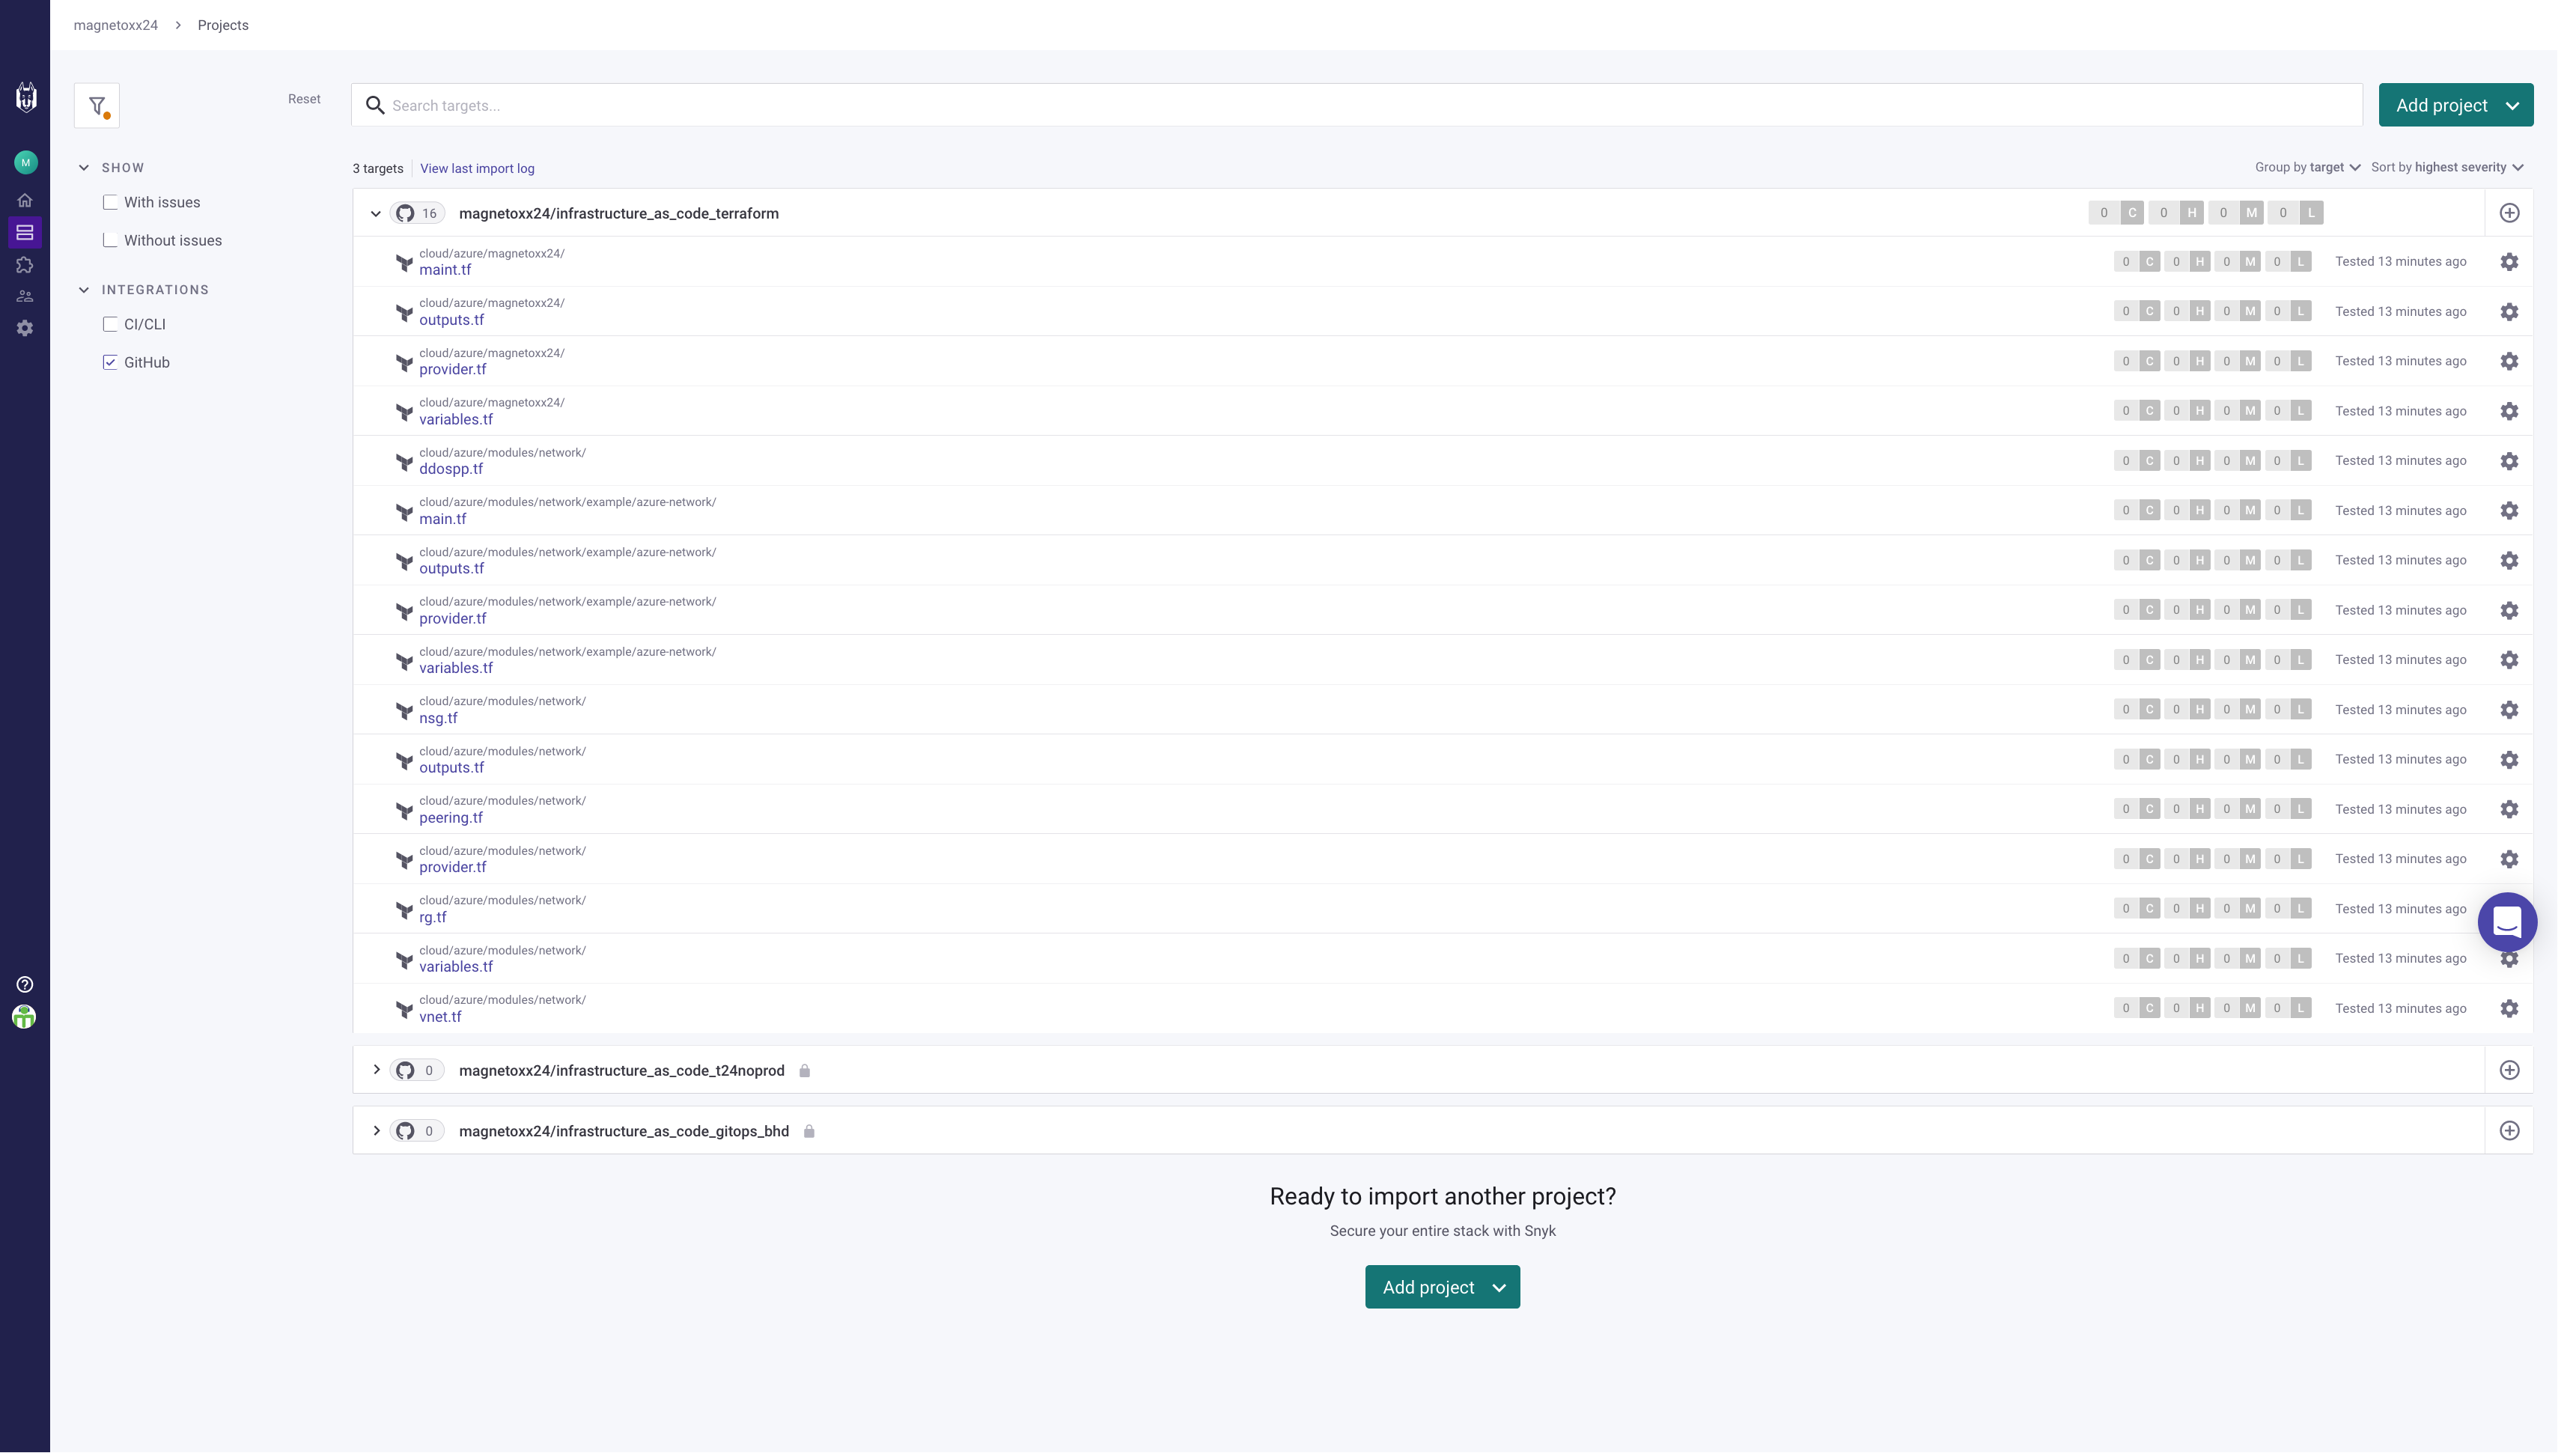 magnetoxx24 > Projects
Reset
Search targets...
Add project
SHOW
With issues
Without issues
INTEGRATIONS
CI/CLI
GitHub
M
3 targets View last import log
Group by target Sort by highest severity
16 magnetoxx24/infrastructure_as_code_terraform 0 C 0 H 0 M 0 L
cloud/azure/magnetoxx24/
maint.tf 0 C 0 H 0 M 0 L Tested 13 minutes ago
cloud/azure/magnetoxx24/
outputs.tf 0 C 0 H 0 M 0 L Tested 13 minutes ago
cloud/azure/magnetoxx24/
provider.tf 0 C 0 H 0 M 0 L Tested 13 minutes ago
cloud/azure/magnetoxx24/
variables.tf 0 C 0 H 0 M 0 L Tested 13 minutes ago
cloud/azure/modules/network/
ddospp.tf 0 C 0 H 0 M 0 L Tested 13 minutes ago
cloud/azure/modules/network/example/azure-network/
main.tf 0 C 0 H 0 M 0 L Tested 13 minutes ago
cloud/azure/modules/network/example/azure-network/
outputs.tf 0 C 0 H 0 M 0 L Tested 13 minutes ago
cloud/azure/modules/network/example/azure-network/
provider.tf 0 C 0 H 0 M 0 L Tested 13 minutes ago
cloud/azure/modules/network/example/azure-network/
variables.tf 0 C 0 H 0 M 0 L Tested 13 minutes ago
cloud/azure/modules/network/
nsg.tf 0 C 0 H 0 M 0 L Tested 13 minutes ago
cloud/azure/modules/network/
outputs.tf 0 C 0 H 0 M 0 L Tested 13 minutes ago
cloud/azure/modules/network/
peering.tf 0 C 0 H 0 M 0 L Tested 13 minutes ago
cloud/azure/modules/network/
provider.tf 0 C 0 H 0 M 0 L Tested 13 minutes ago
cloud/azure/modules/network/
rg.tf 0 C 0 H 0 M 0 L Tested 13 minutes ago
cloud/azure/modules/network/
variables.tf 0 C 0 H 0 M 0 L Tested 13 minutes ago
cloud/azure/modules/network/
vnet.tf 0 C 0 H 0 M 0 L Tested 13 minutes ago
0 magnetoxx24/infrastructure_as_code_t24noprod
0 magnetoxx24/infrastructure_as_code_gitops_bhd
Ready to import another project?
Secure your entire stack with Snyk
Add project